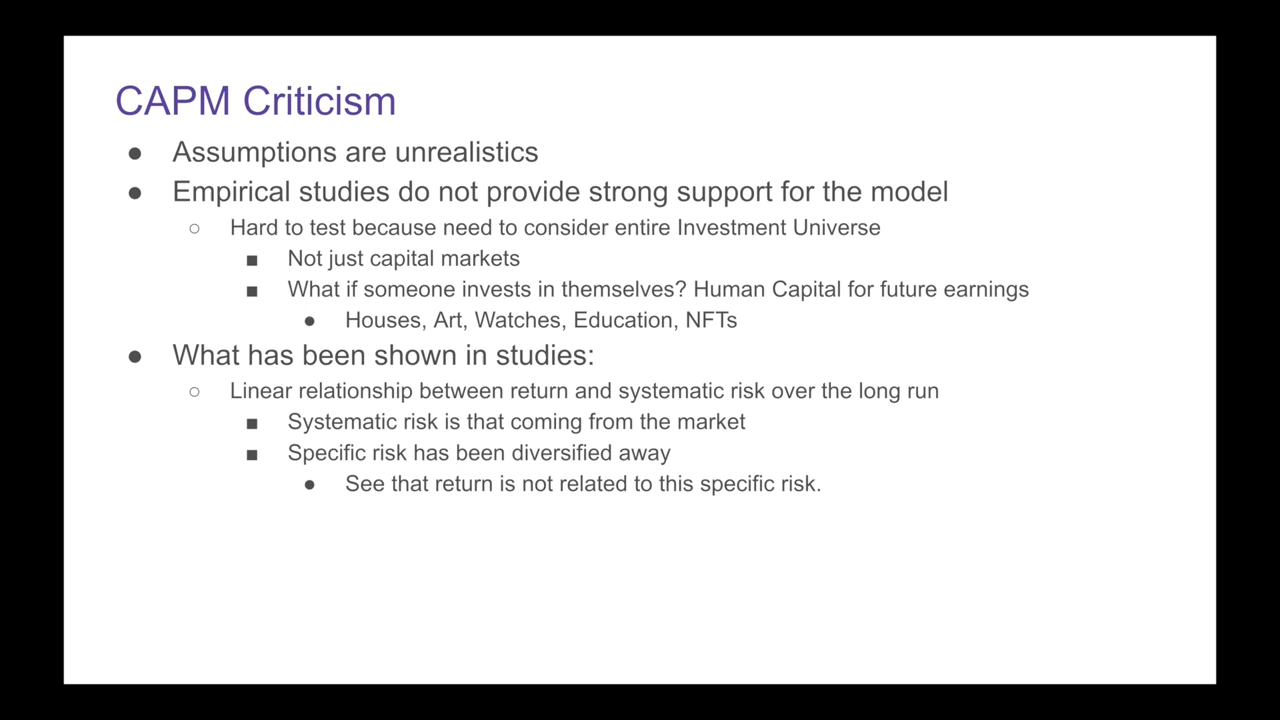 CAPM Criticism
● Assumptions are unrealistics
● Empirical studies do not provide strong support for the model
○ Hard to test because need to consider entire Investment Universe
■ Not just capital markets
■ What if someone invests in themselves? Human Capital for future earnings
● Houses, Art, Watches, Education, NFTs
● What has been shown in studies:
○ Linear relationship between return and systematic risk over the long run
■ Systematic risk is that coming from the market
■ Specific risk has been diversified away
● See that return is not related to this specific risk.